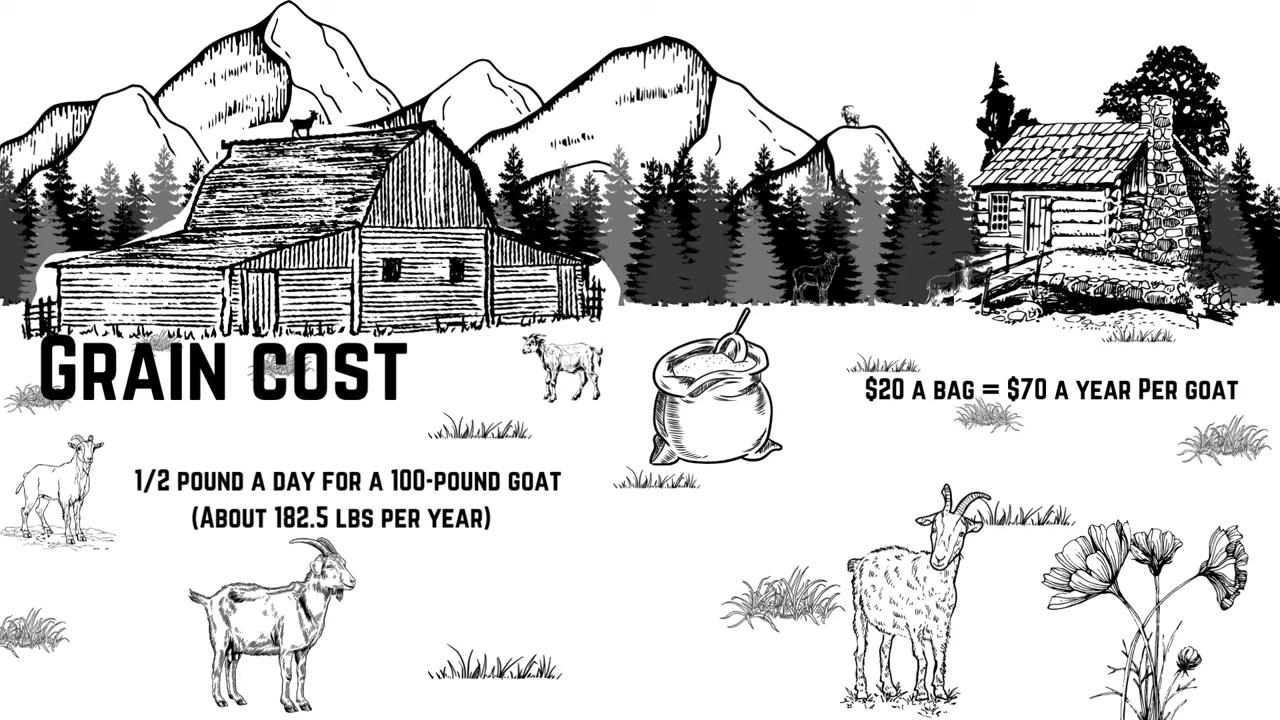 Grain cost
1/2 pound a day for a 100-pound goat
(About 182.5 lbs per year)
$20 a bag = $70 a year Per goat